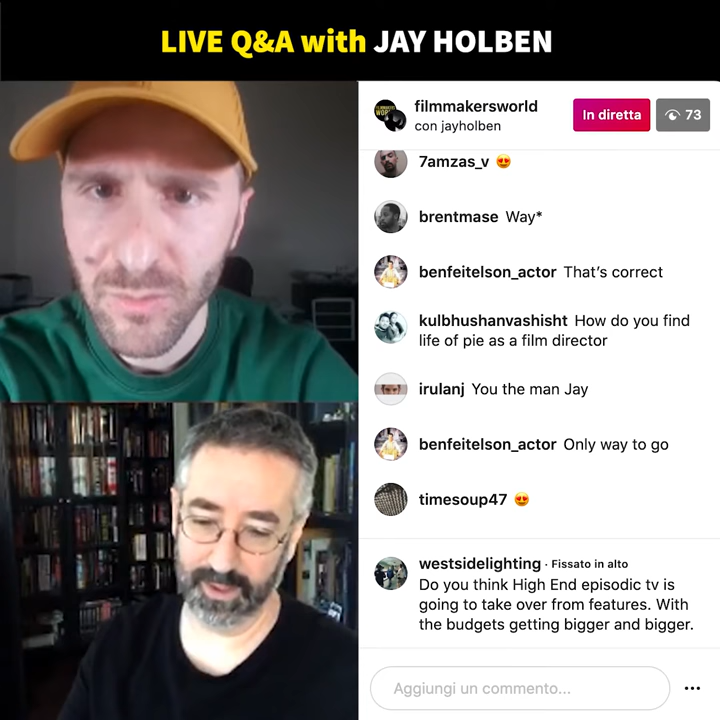 LIVE Q&A with JAY HOLBEN
filmmakersworld
con jayholben
In diretta
73
7amzas_v 😍
brentmase Way*
benfeitelson_actor That's correct
kulbhushanvashisht How do you find
life of pie as a film director
irulanj You the man Jay
benfeitelson_actor Only way to go
timesoup47 😍
westsidelighting · Fissato in alto
Do you think High End episodic tv is
going to take over from features. With
the budgets getting bigger and bigger.
Aggiungi un commento...